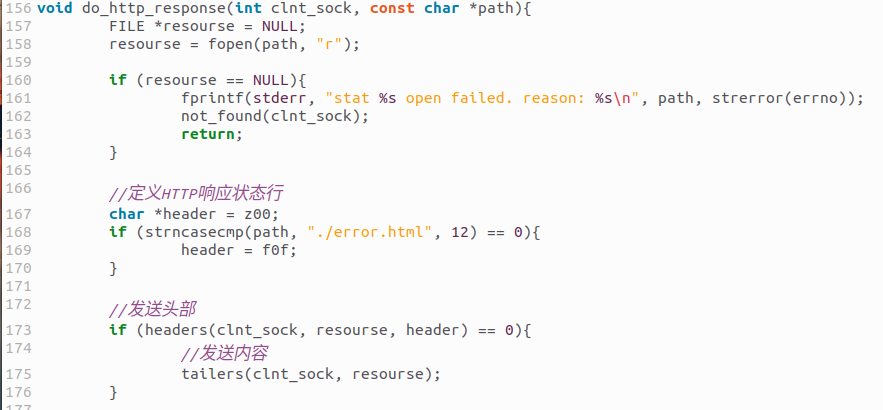 156 void do_http_response(int clnt_sock, const char *path){
157 FILE *resourse = NULL;
158 resourse = fopen(path, "r");
159
160 if (resourse == NULL){
161 fprintf(stderr, "stat %s open failed. reason: %s\n", path, strerror(errno));
162 not_found(clnt_sock);
163 return;
164 }
165
166 //定义HTTP响应状态行
167 char *header = z00;
168 if (strncasecmp(path, "./error.html", 12) == 0){
169 header = f0f;
170 }
171
172 //发送头部
173 if (headers(clnt_sock, resourse, header) == 0){
174 //发送内容
175 tailers(clnt_sock, resourse);
176 }
177